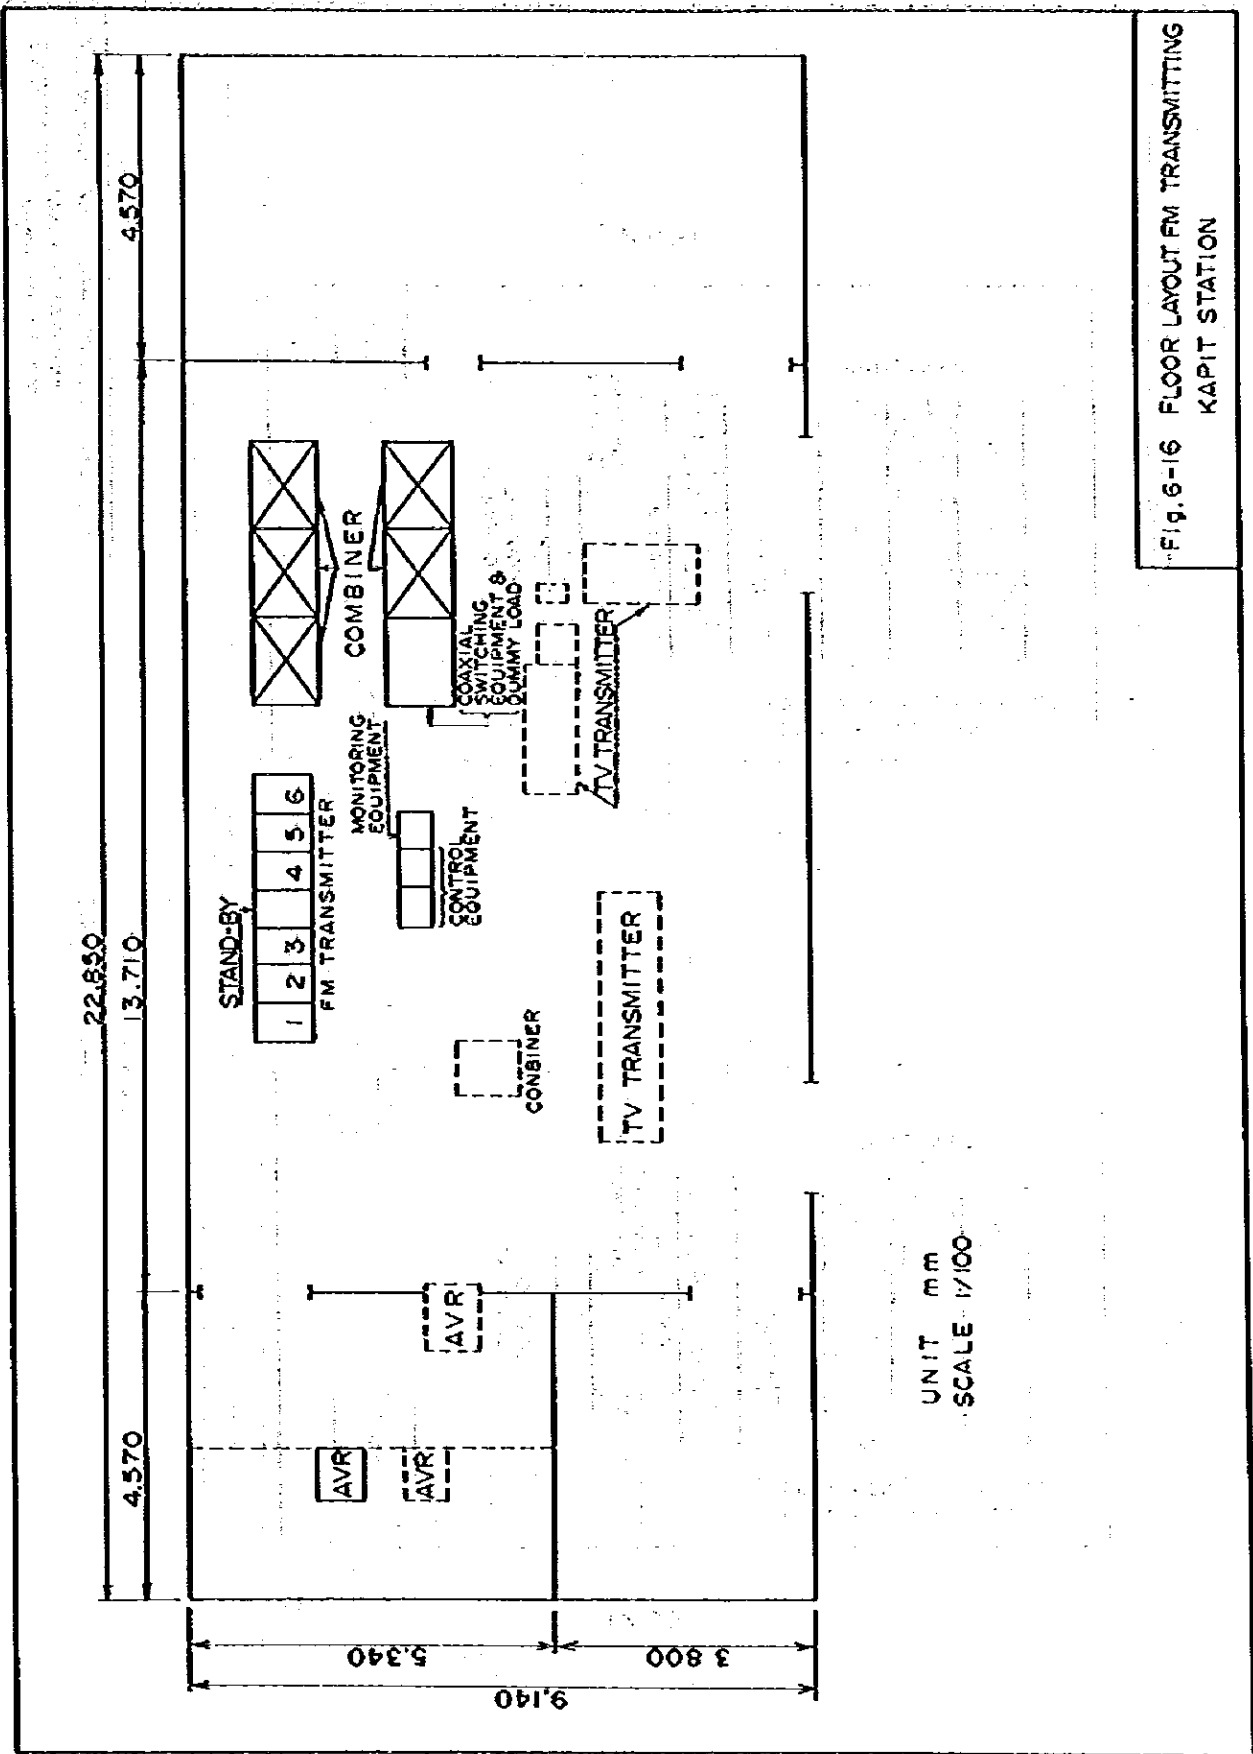 22.850
4.570
13.710
4.570
STAND-BY
1 2 3 4 5 6
FM TRANSMITTER
COMBINER
MONITORING
EQUIPMENT
CONTROL
EQUIPMENT
COAXIAL
SWITCHING
EQUIPMENT &
DUMMY LOAD
CONBINER
TV TRANSMITTER
TV TRANSMITTER
AVR
AVR
AVR
5.340
3 800
9.140
UNIT mm
SCALE 1/100
Fig. 6-16 FLOOR LAYOUT FM TRANSMITTING
KAPIT STATION